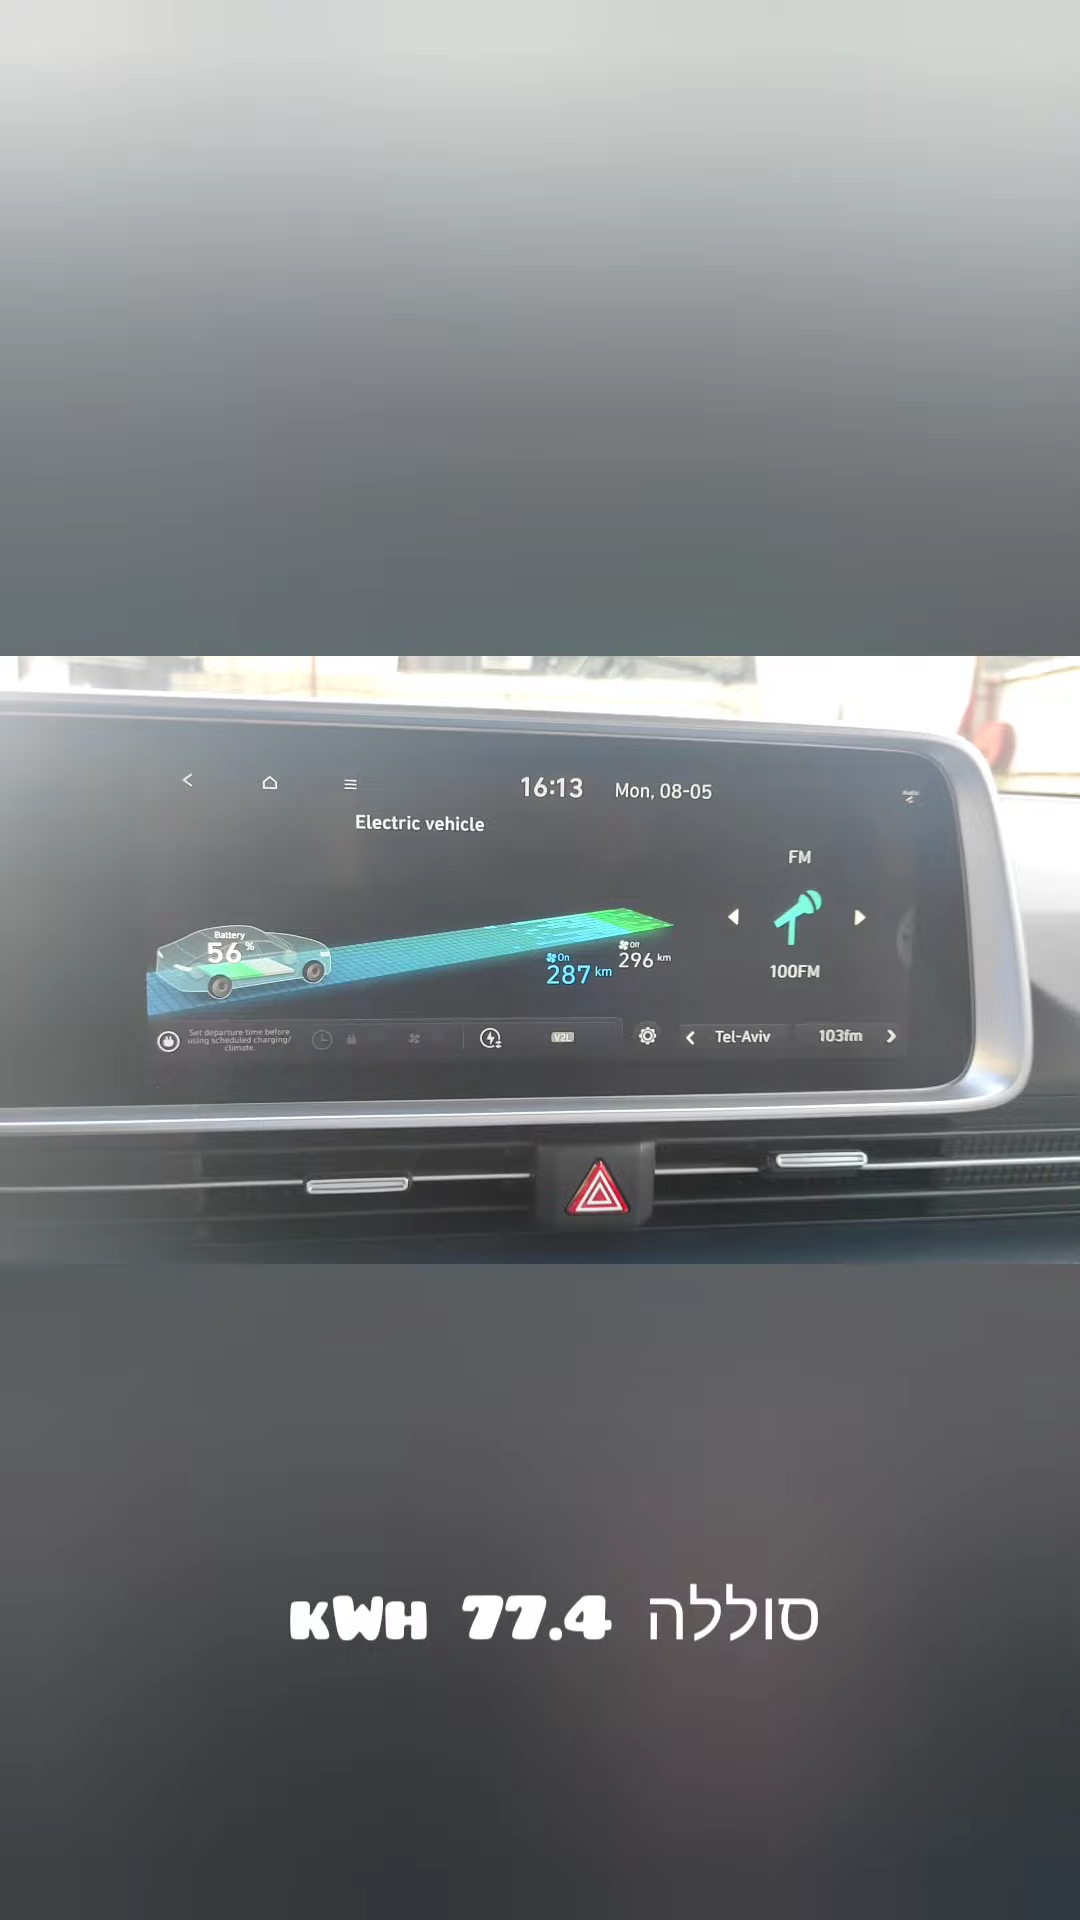 16:13 Mon, 08-05
Electric vehicle
FM
Battery
56 %
On
287 km
Off
296 km
100FM
Set departure time before
using scheduled charging/
climate.
V2L
Tel-Aviv 103fm
סוללה 77.4 KWH